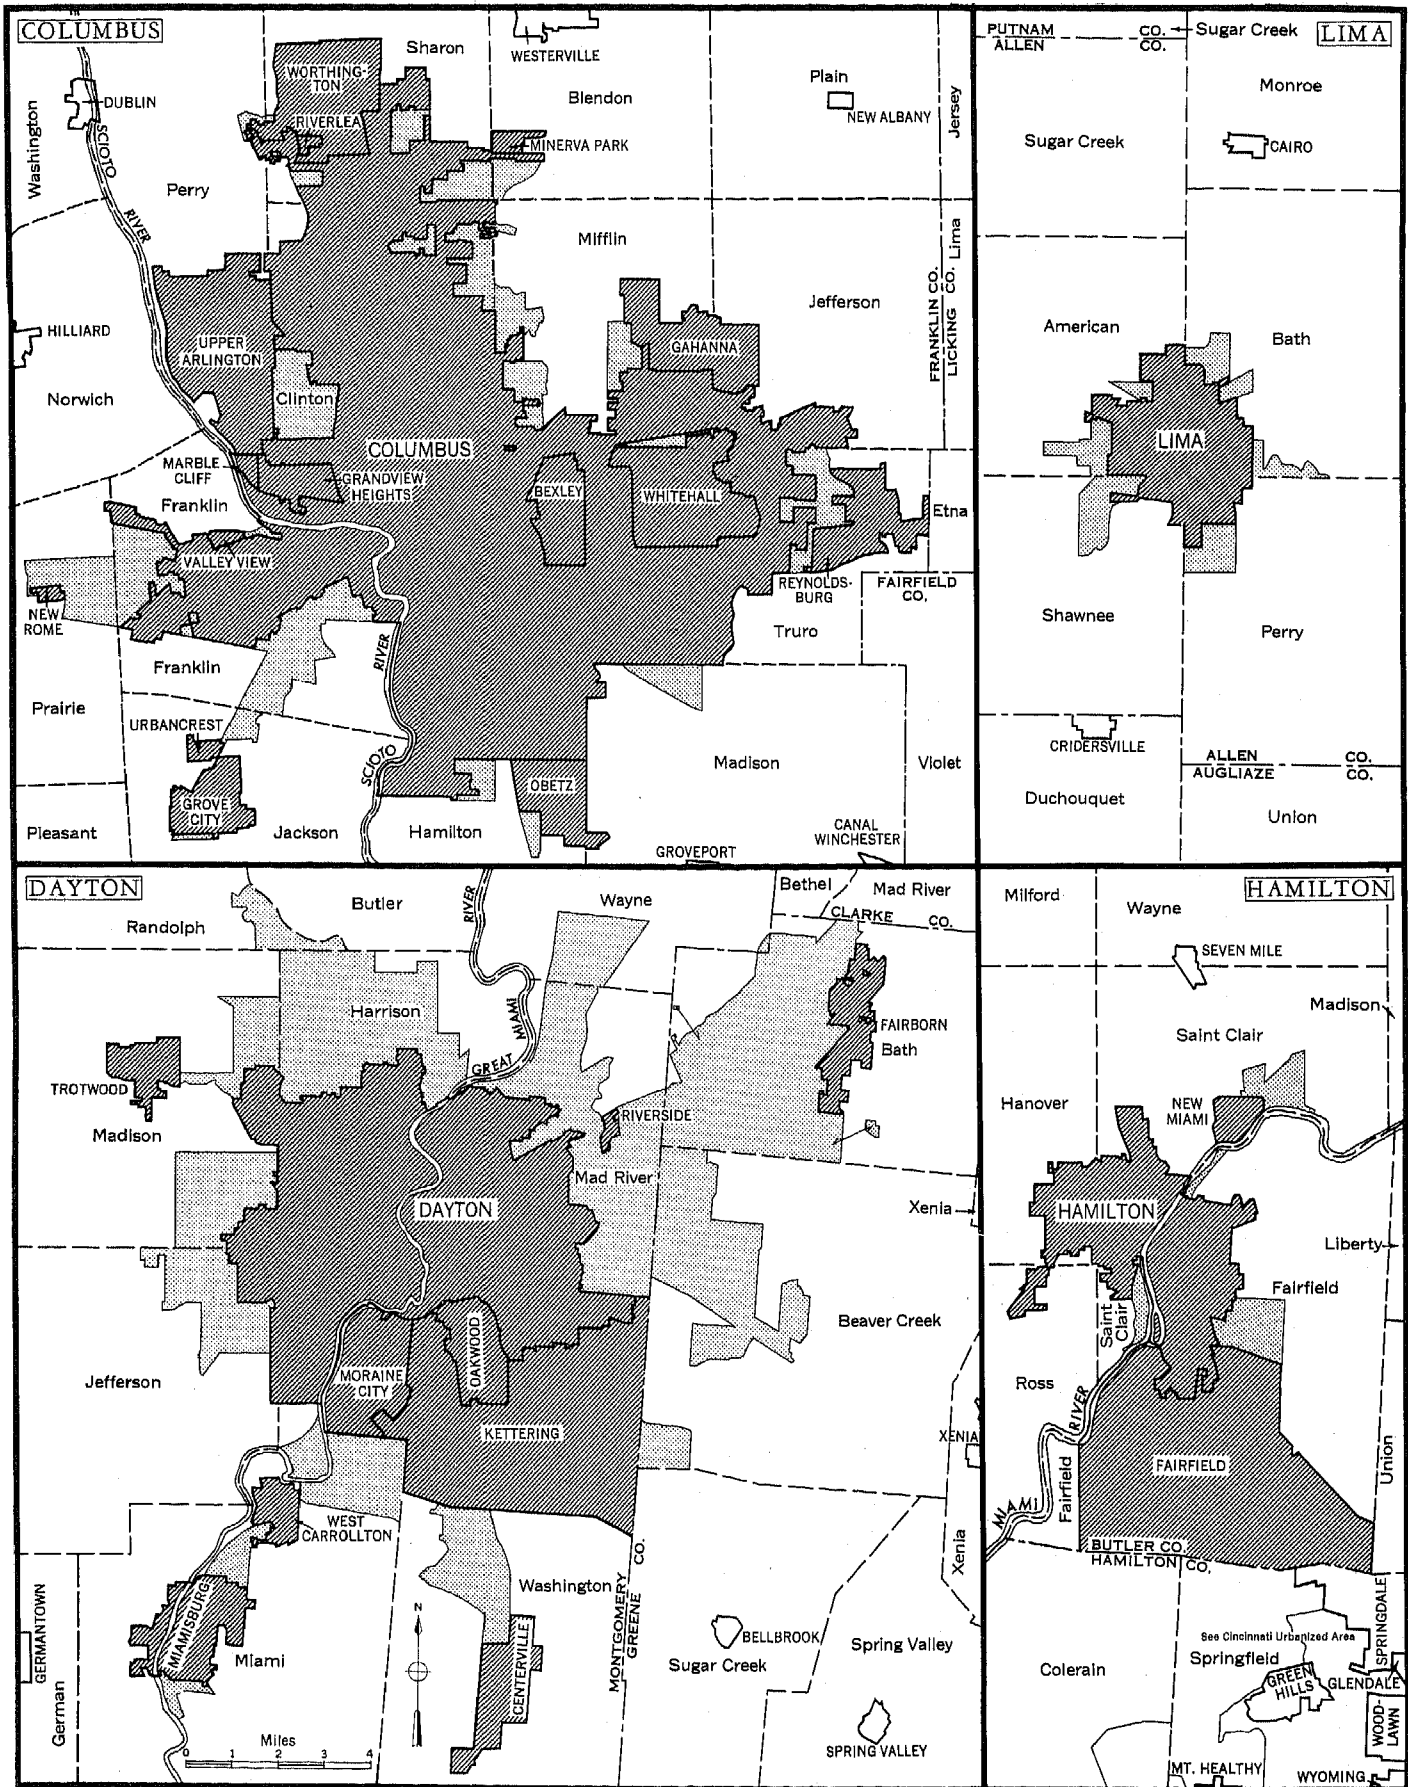 COLUMBUS
Sharon
WESTERVILLE
WORTHING-
TON
Plain
Blendon
DUBLIN
NEW ALBANY
RIVERLEA
MINERVA PARK
Washington
SCIOTO
RIVER
Jersey
Perry
Mifflin
Lima
Jefferson
FRANKLIN CO.
LICKING CO.
HILLIARD
UPPER
ARLINGTON
GAHANNA
Norwich
Clinton
COLUMBUS
MARBLE
CLIFF
GRANDVIEW
HEIGHTS
BEXLEY
WHITEHALL
Franklin
Etna
VALLEY VIEW
NEW
ROME
REYNOLDS-
BURG
FAIRFIELD
CO.
Truro
Franklin
RIVER
Prairie
URBANCREST
SCIOTO
Madison
Violet
OBETZ
GROVE
CITY
Pleasant
Jackson
Hamilton
GROVEPORT
CANAL
WINCHESTER
LIMA
PUTNAM CO.
ALLEN CO.
Sugar Creek
Monroe
Sugar Creek
CAIRO
American
Bath
LIMA
Shawnee
Perry
CRIDERSVILLE
ALLEN CO.
AUGLIAZE CO.
Duchouquet
Union
DAYTON
Randolph
Butler
RIVER
Wayne
Bethel
Mad River
CLARKE CO.
Harrison
MIAMI
GREAT
FAIRBORN
Bath
TROTWOOD
RIVERSIDE
Madison
Mad River
DAYTON
Xenia
OAKWOOD
Beaver Creek
Jefferson
MORAINE
CITY
KETTERING
XENIA
WEST
CARROLLTON
Xenia
Washington
MONTGOMERY CO.
GREENE
N
GERMANTOWN
MIAMISBURG
CENTERVILLE
BELLBROOK
Spring Valley
Miami
Sugar Creek
German
Miles
0 1 2 3 4
SPRING VALLEY
HAMILTON
Milford
Wayne
SEVEN MILE
Madison
Saint Clair
Hanover
NEW
MIAMI
HAMILTON
Liberty
Fairfield
Saint
Clair
Ross
RIVER
FAIRFIELD
Union
MIAMI
Fairfield
BUTLER CO.
HAMILTON CO.
SPRINGDALE
See Cincinnati Urbanized Area
Springfield
Colerain
GREEN
HILLS
GLENDALE
WOOD-
LAWN
MT. HEALTHY
WYOMING